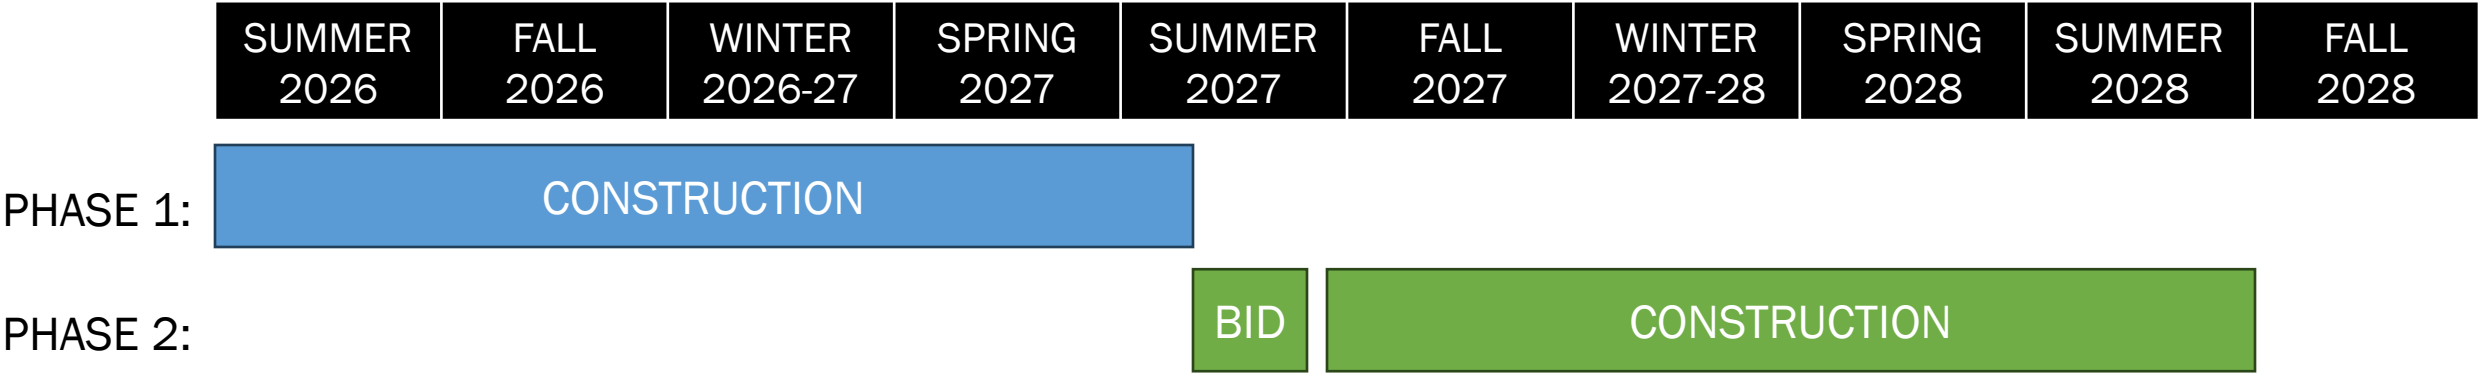 SUMMER 2026
FALL 2026
WINTER 2026-27
SPRING 2027
SUMMER 2027
FALL 2027
WINTER 2027-28
SPRING 2028
SUMMER 2028
FALL 2028
PHASE 1:
CONSTRUCTION
PHASE 2:
BID
CONSTRUCTION